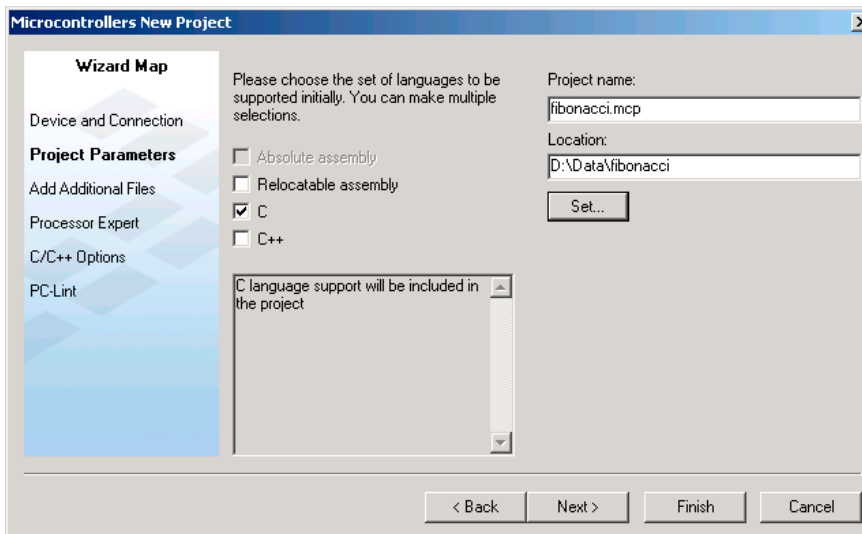 Microcontrollers New Project
Wizard Map
Device and Connection
Project Parameters
Add Additional Files
Processor Expert
C/C++ Options
PC-Lint
Please choose the set of languages to be
supported initially. You can make multiple
selections.
Absolute assembly
Relocatable assembly
C
C++
C language support will be included in
the project
Project name:
fibonacci.mcp
Location:
D:\Data\fibonacci
Set...
< Back
Next >
Finish
Cancel